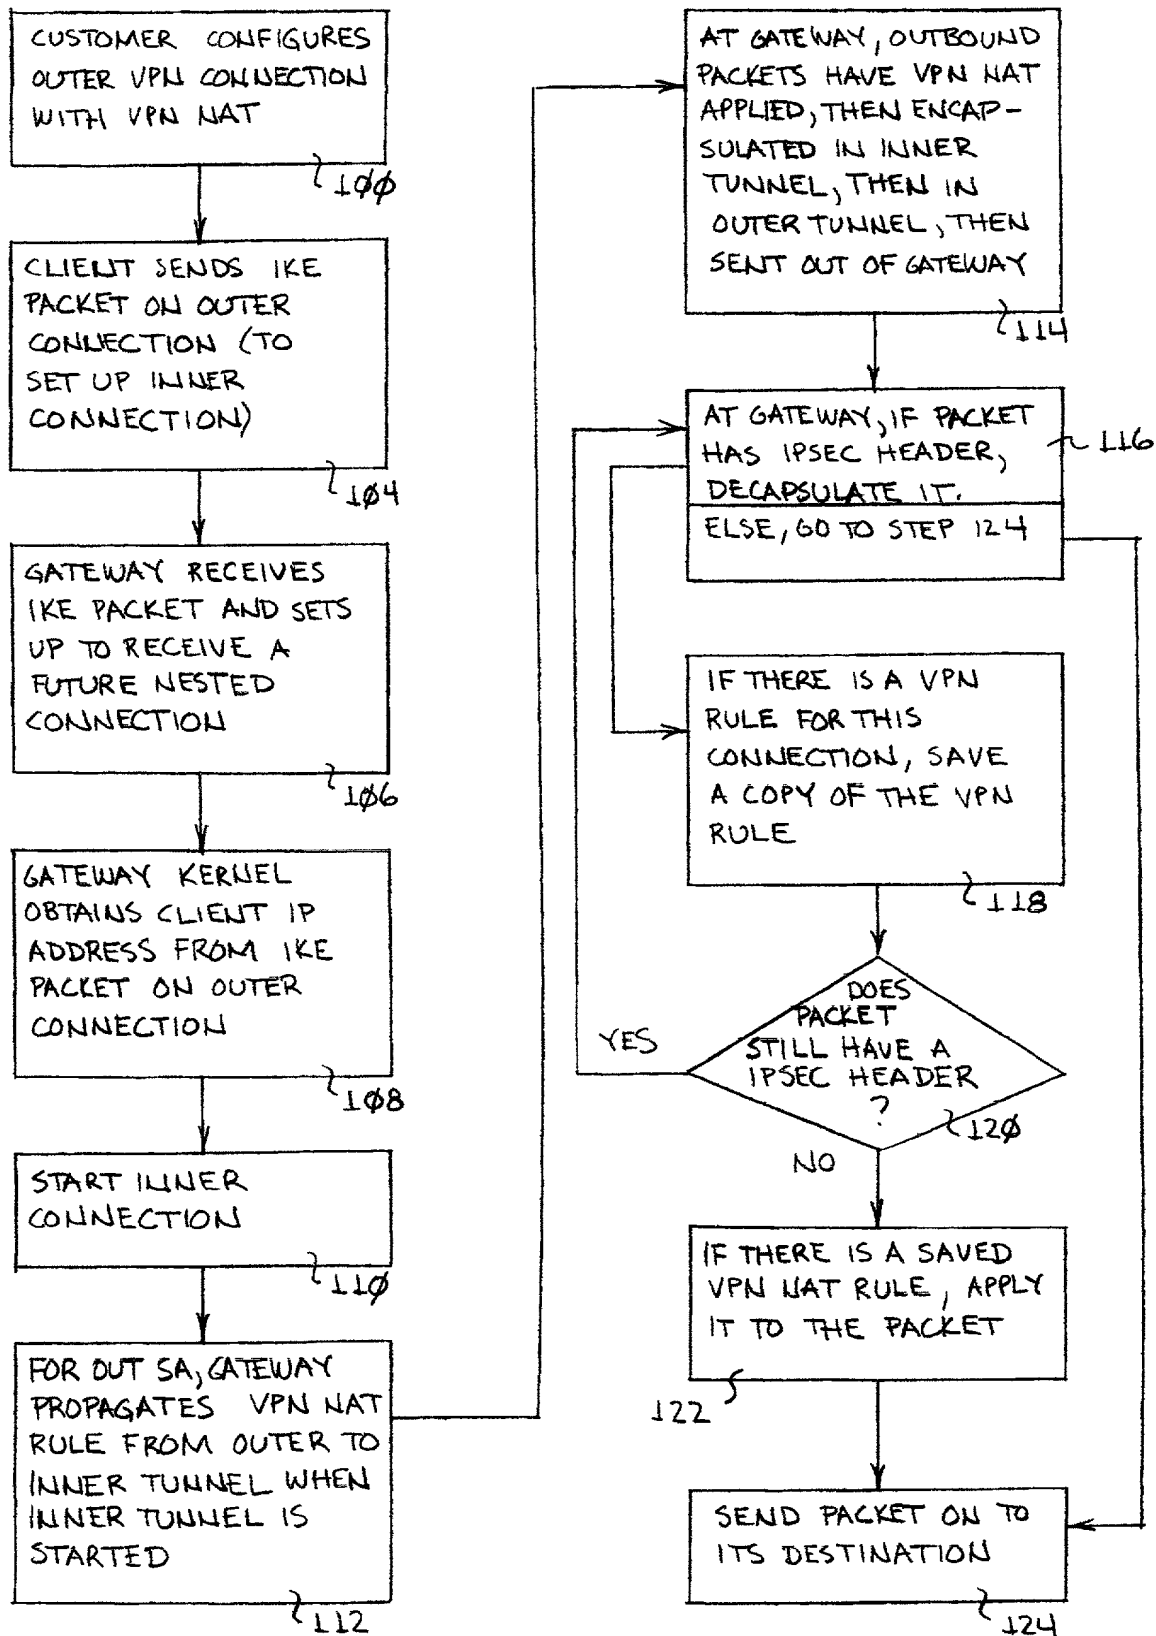 CUSTOMER CONFIGURES
OUTER VPN CONNECTION
WITH VPN NAT
100
CLIENT SENDS IKE
PACKET ON OUTER
CONNECTION (TO
SET UP INNER
CONNECTION)
104
GATEWAY RECEIVES
IKE PACKET AND SETS
UP TO RECEIVE A
FUTURE NESTED
CONNECTION
106
GATEWAY KERNEL
OBTAINS CLIENT IP
ADDRESS FROM IKE
PACKET ON OUTER
CONNECTION
108
START INNER
CONNECTION
110
FOR OUT SA, GATEWAY
PROPAGATES VPN NAT
RULE FROM OUTER TO
INNER TUNNEL WHEN
INNER TUNNEL IS
STARTED
112
AT GATEWAY, OUTBOUND
PACKETS HAVE VPN NAT
APPLIED, THEN ENCAP-
SULATED IN INNER
TUNNEL, THEN IN
OUTER TUNNEL, THEN
SENT OUT OF GATEWAY
114
AT GATEWAY, IF PACKET
HAS IPSEC HEADER,
DECAPSULATE IT.
116
ELSE, GO TO STEP 124
IF THERE IS A VPN
RULE FOR THIS
CONNECTION, SAVE
A COPY OF THE VPN
RULE
118
DOES
PACKET
STILL HAVE A
IPSEC HEADER
?
120
YES
NO
IF THERE IS A SAVED
VPN NAT RULE, APPLY
IT TO THE PACKET
122
SEND PACKET ON TO
ITS DESTINATION
124